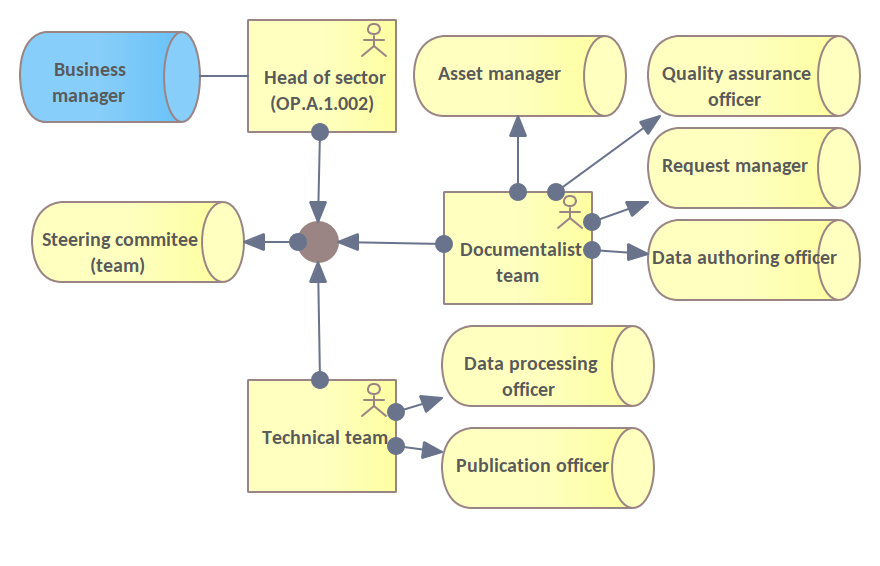 Business
manager
Head of sector
(OP.A.1.002)
Asset manager
Quality assurance
officer
Request manager
Steering commitee
(team)
Documentalist
team
Data authoring officer
Data processing
officer
Technical team
Publication officer